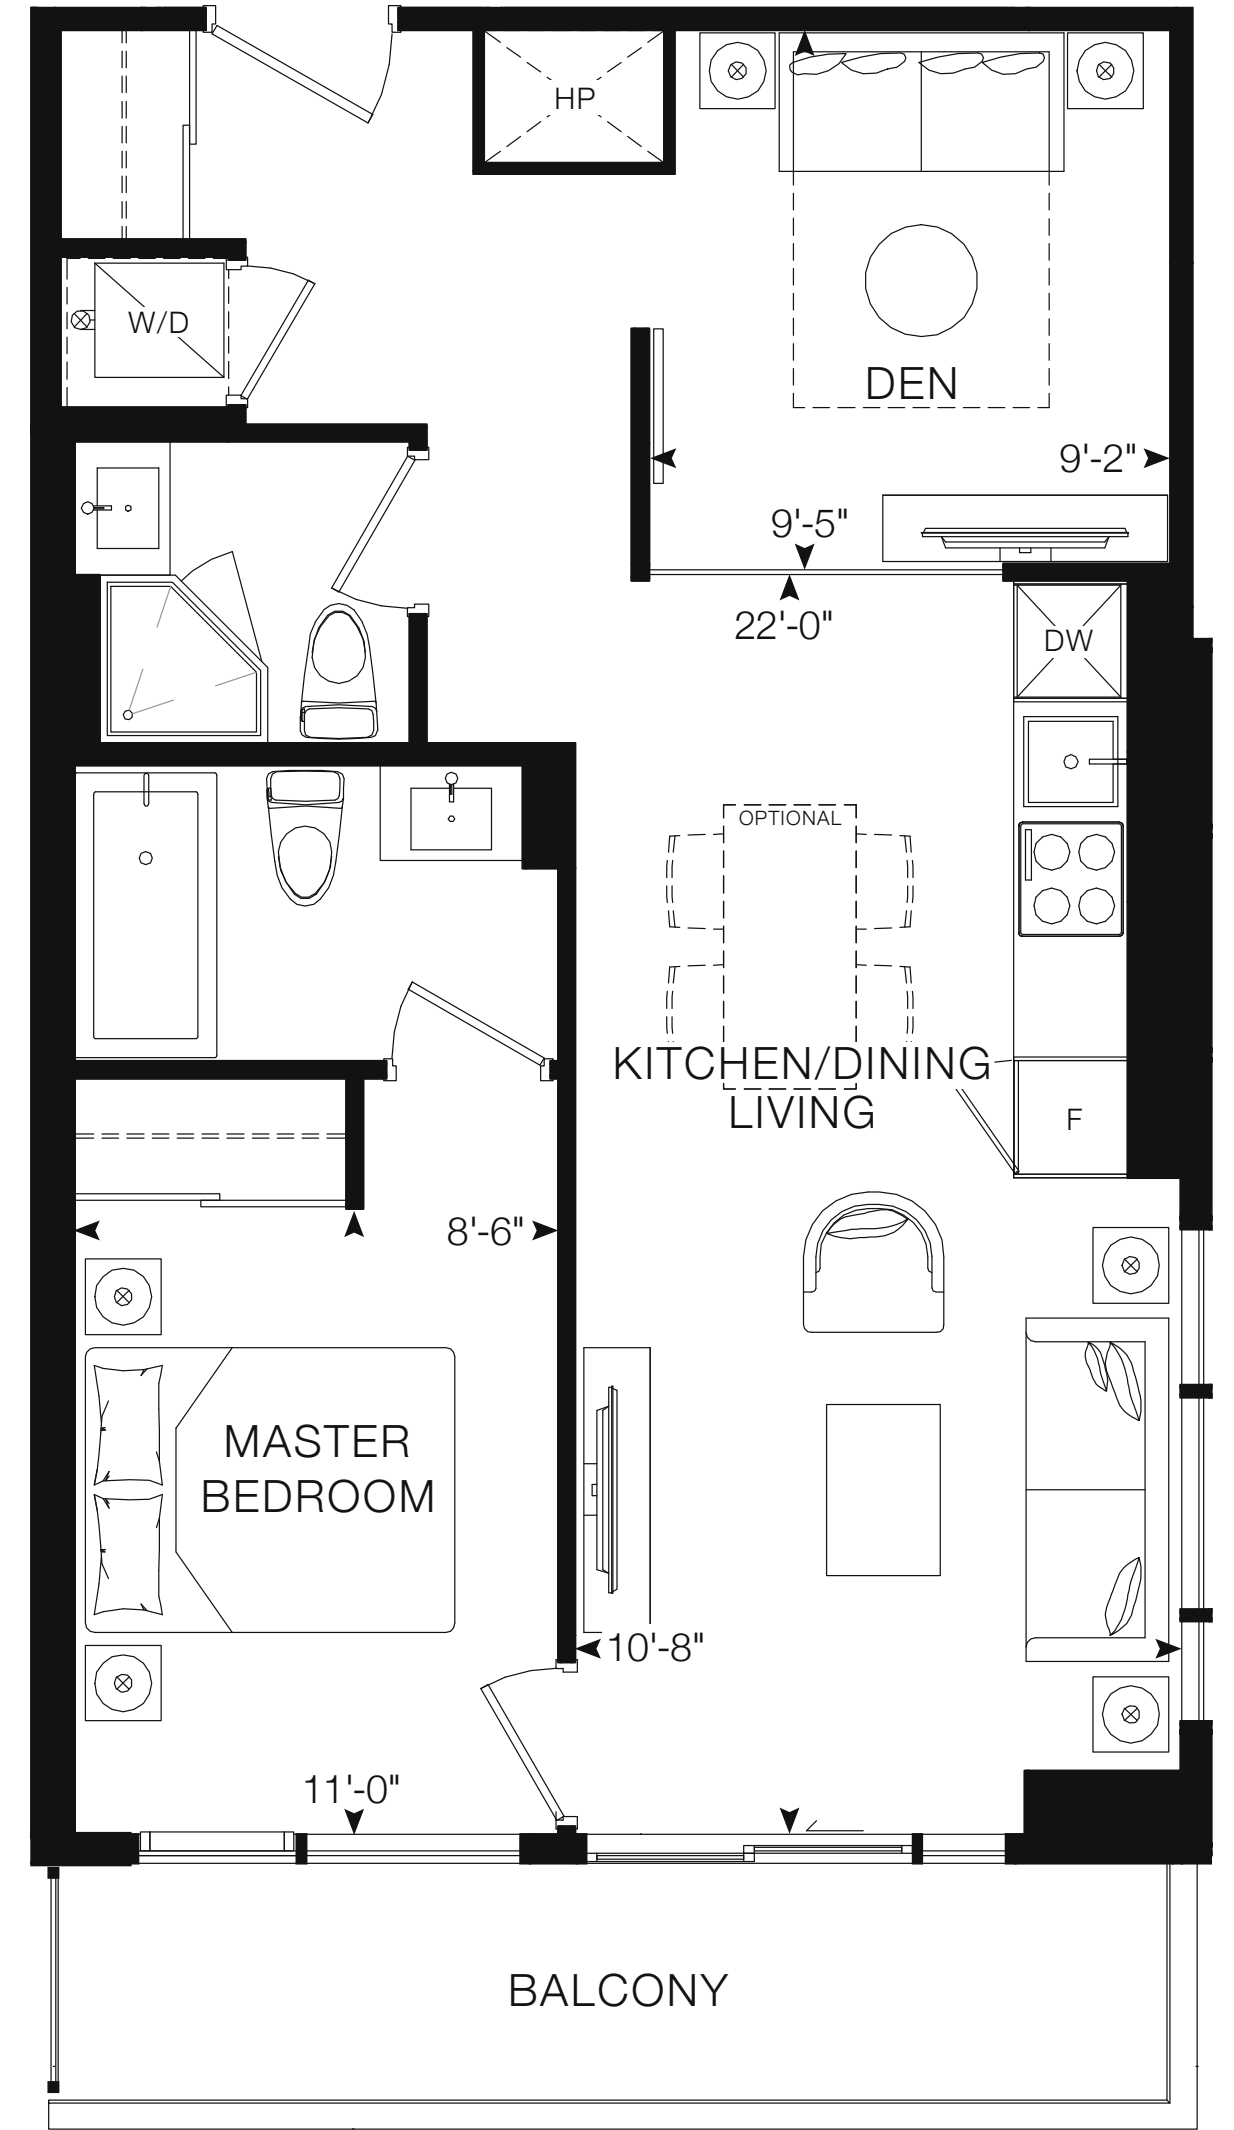 HP
W/D
DEN
9'-2"
9'-5"
22'-0"
DW
OPTIONAL
KITCHEN/DINING
LIVING
F
8'-6"
MASTER
BEDROOM
10'-8"
11'-0"
BALCONY